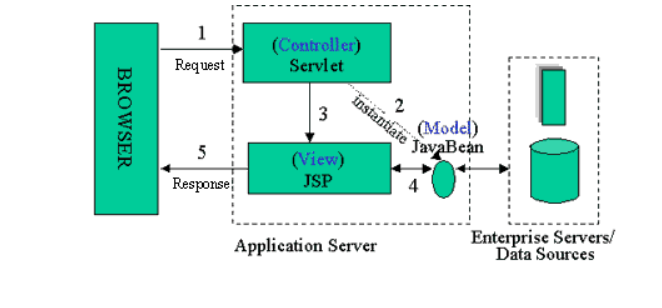 BROWSER
1
Request
(Controller)
Servlet
3
2
instantiate
(Model)
JavaBean
5
Response
(View)
JSP
4
Application Server
Enterprise Servers/
Data Sources